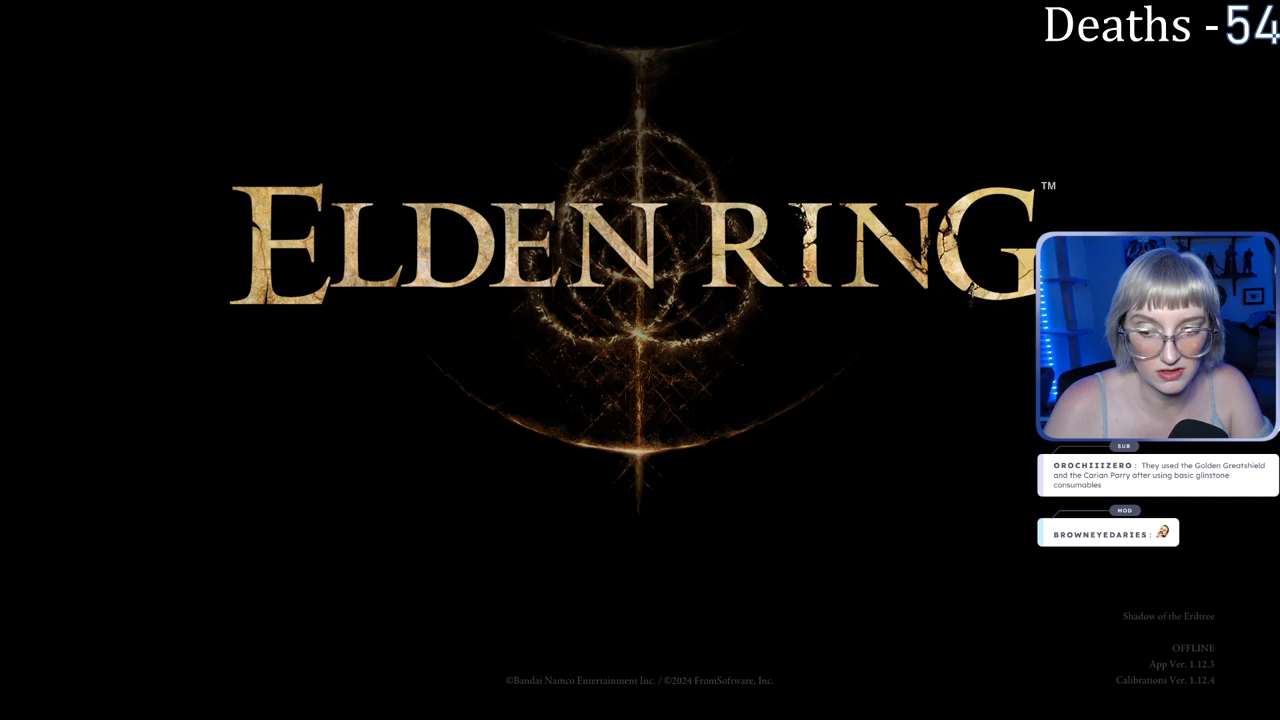 Deaths - 54
ELDEN RING™
SUB
OROCHIIIZERO : They used the Golden Greatshield
and the Carian Parry after using basic glinstone
consumables
MOD
BROWNEYEDARIES :
Shadow of the Erdtree
OFFLINE
App Ver. 1.12.3
Calibrations Ver. 1.12.4
©Bandai Namco Entertainment Inc. / ©2024 FromSoftware, Inc.